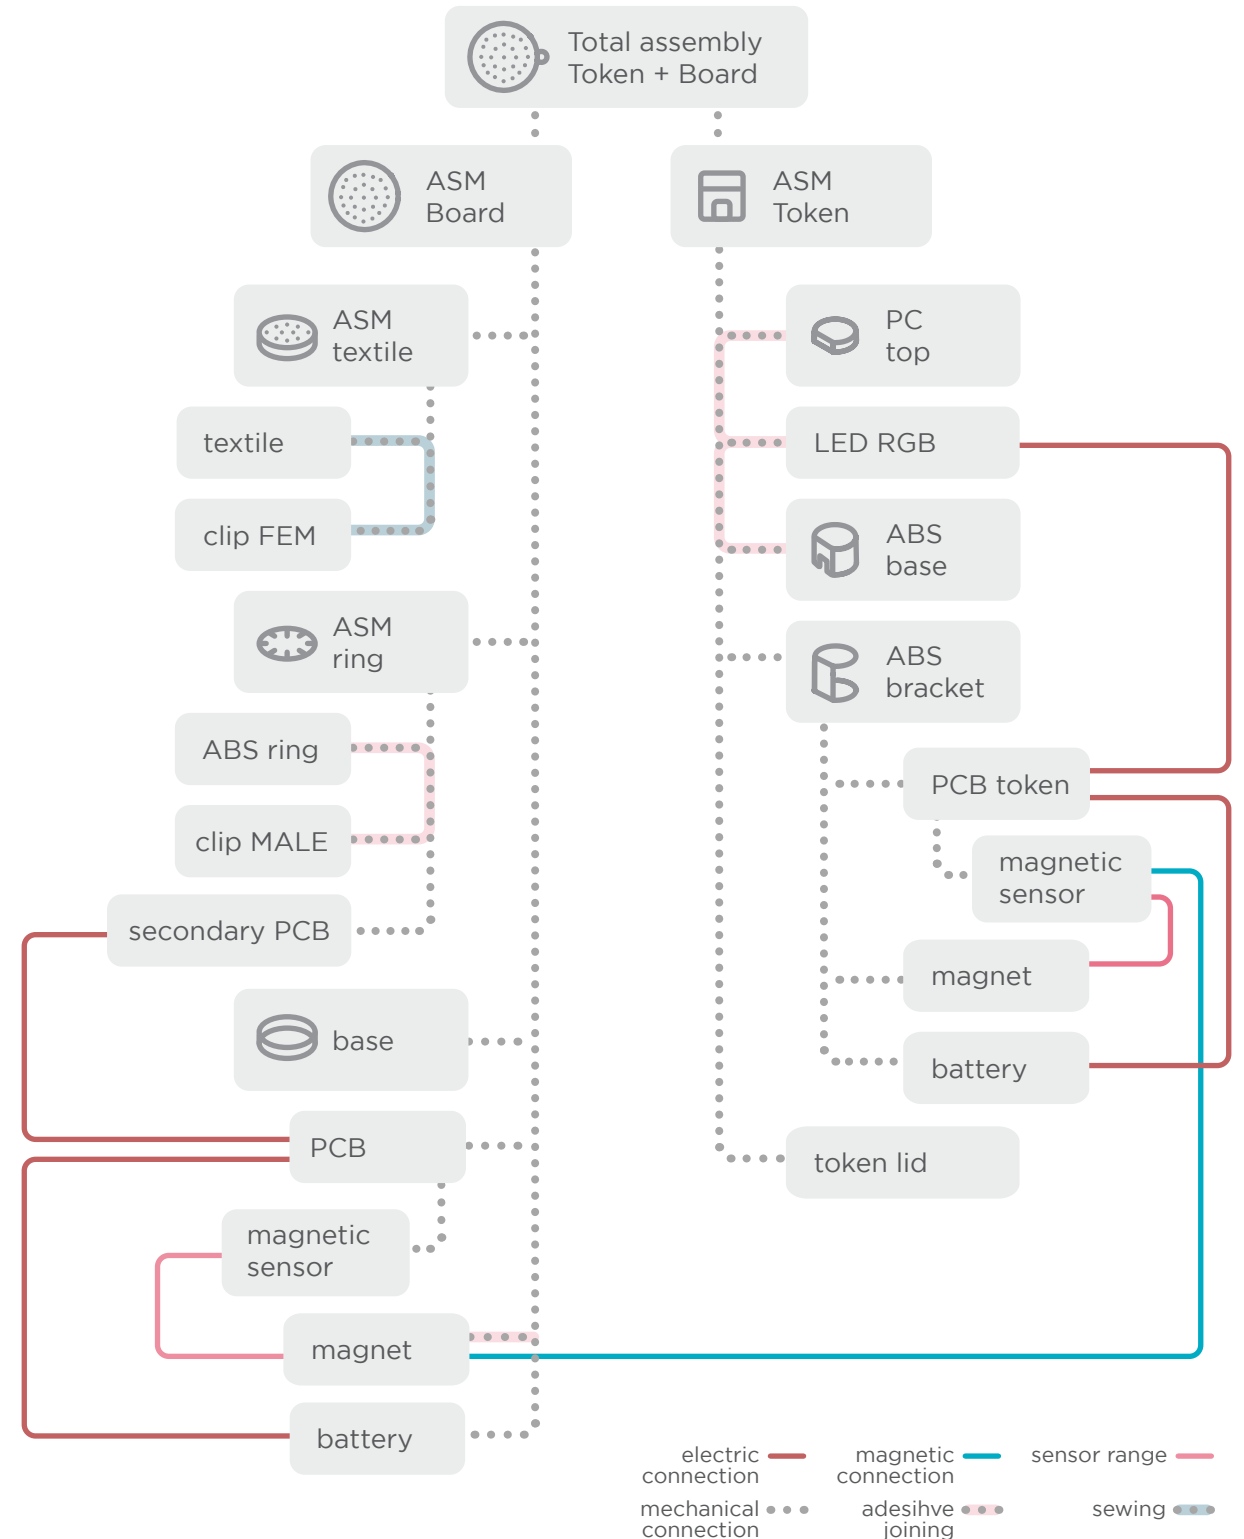 Total assembly
Token + Board
ASM
Board
ASM
Token
ASM
textile
textile
clip FEM
ASM
ring
ABS ring
clip MALE
secondary PCB
base
PCB
magnetic
sensor
magnet
battery
PC
top
LED RGB
ABS
base
ABS
bracket
PCB token
magnetic
sensor
magnet
battery
token lid
electric
connection
magnetic
connection
sensor range
mechanical
connection
adesihve
joining
sewing